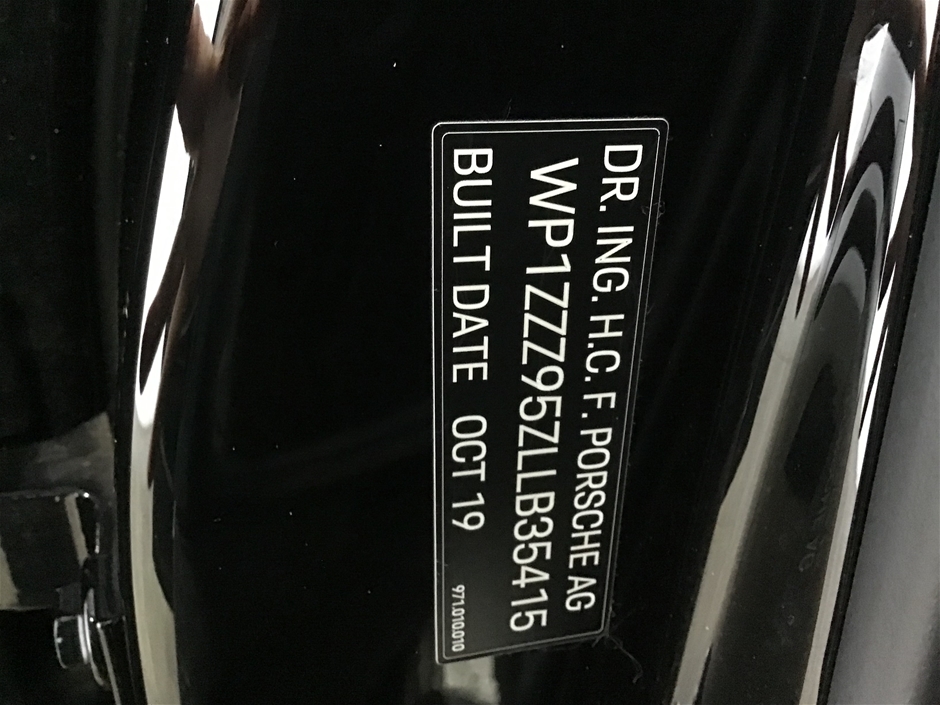 DR. ING. H.C. F. PORSCHE AG
WP1ZZZ95ZLLB35415
BUILT DATE OCT 19
971.010.010